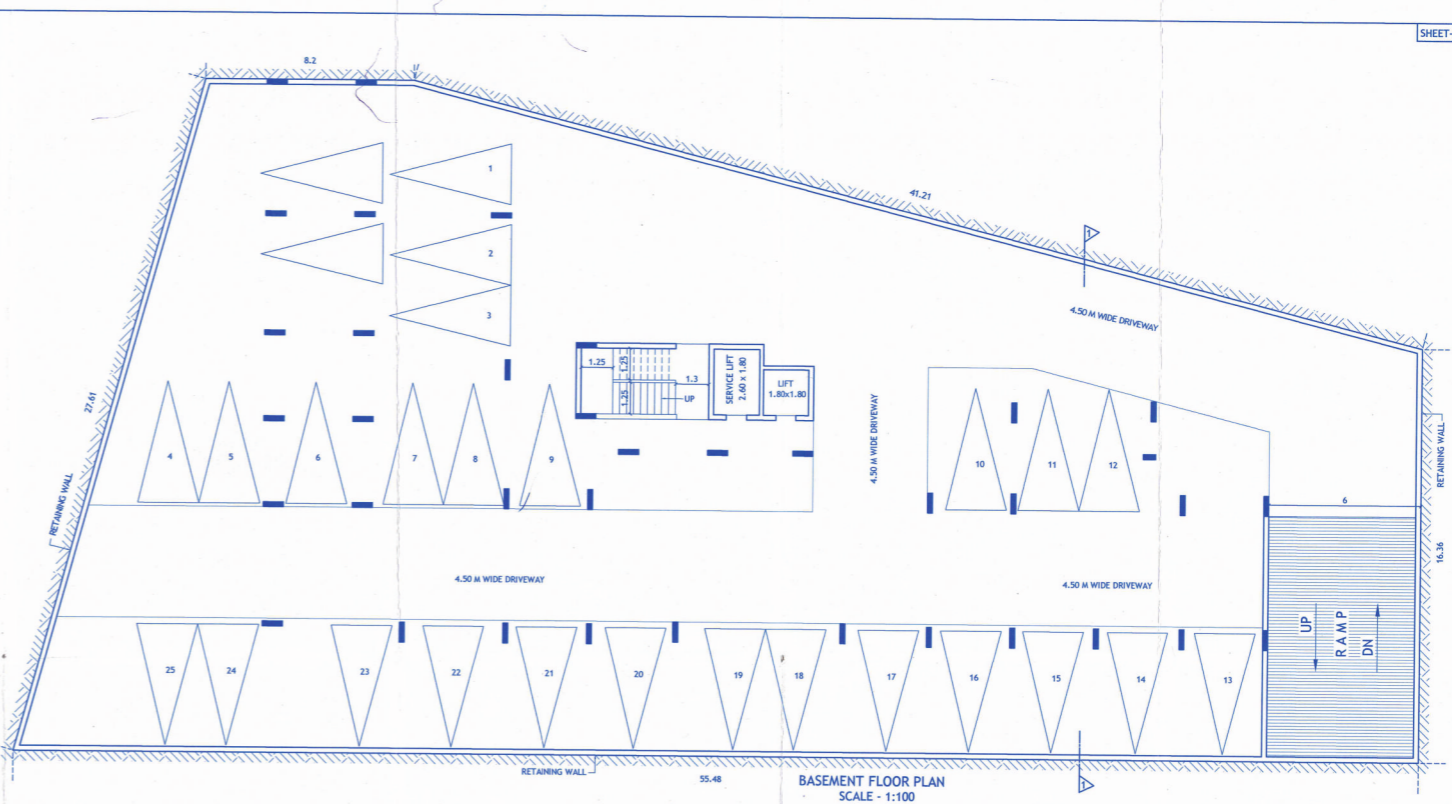 SHEET-
8.2
41.21
1
1
2
3
4.50 M WIDE DRIVEWAY
27.61
1.25
1.25
1.25
1.3
UP
SERVICE LIFT
2.60 x 1.80
LIFT
1.80x1.80
4.50 M WIDE DRIVEWAY
4
5
6
7
8
9
10
11
12
RETAINING WALL
RETAINING WALL
6
16.36
4.50 M WIDE DRIVEWAY
4.50 M WIDE DRIVEWAY
UP
RAMP
DN
25
24
23
22
21
20
19
18
17
16
15
14
13
RETAINING WALL
55.48
1
BASEMENT FLOOR PLAN
SCALE - 1:100